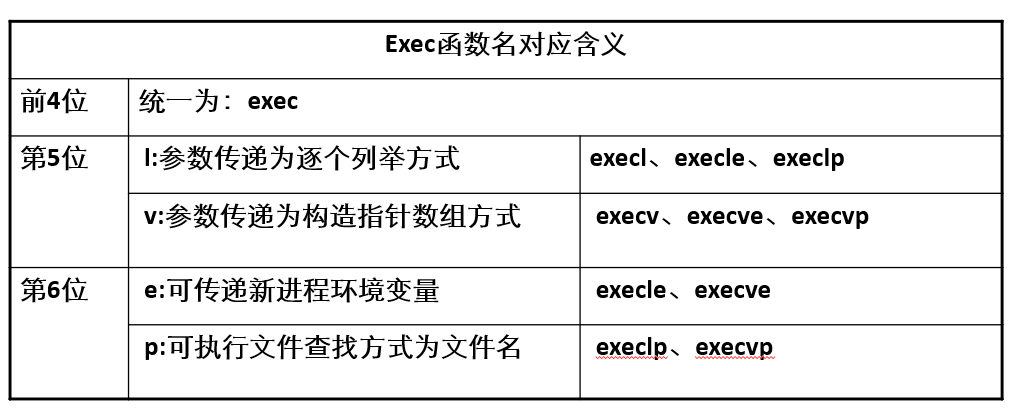 Exec函数名对应含义
前4位 统一为：exec
第5位 l:参数传递为逐个列举方式 execl、execle、execlp
v:参数传递为构造指针数组方式 execv、execve、execvp
第6位 e:可传递新进程环境变量 execle、execve
p:可执行文件查找方式为文件名 execlp、execvp